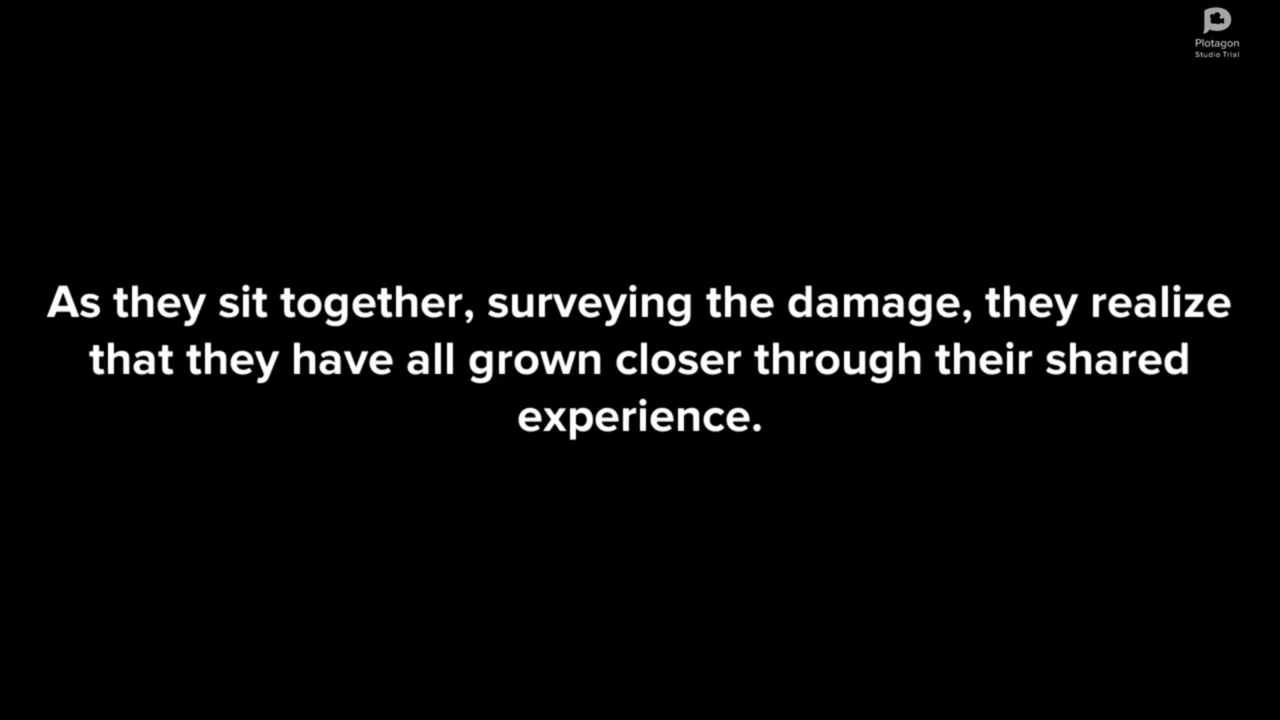 Plotagon
Studio Trial
As they sit together, surveying the damage, they realize
that they have all grown closer through their shared
experience.